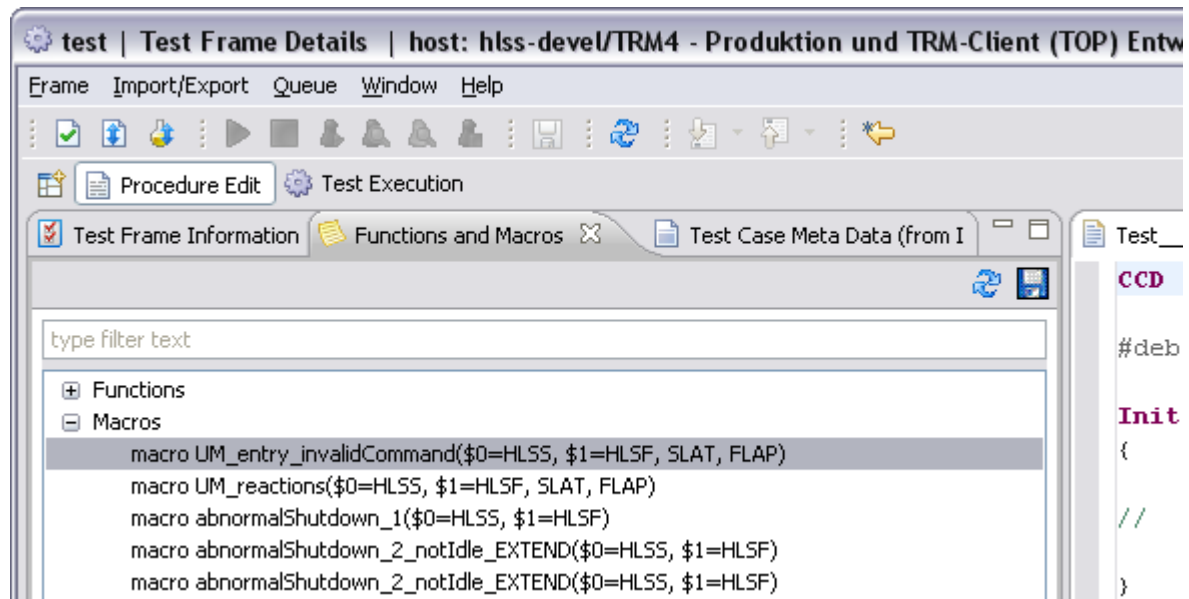 test | Test Frame Details | host: hlss-devel/TRM4 - Produktion und TRM-Client (TOP) Entw
Frame Import/Export Queue Window Help
Procedure Edit Test Execution
Test Frame Information Functions and Macros Test Case Meta Data (from I
Test__
type filter text
Functions
Macros
macro UM_entry_invalidCommand($0=HLSS, $1=HLSF, SLAT, FLAP)
macro UM_reactions($0=HLSS, $1=HLSF, SLAT, FLAP)
macro abnormalShutdown_1($0=HLSS, $1=HLSF)
macro abnormalShutdown_2_notIdle_EXTEND($0=HLSS, $1=HLSF)
macro abnormalShutdown_2_notIdle_EXTEND($0=HLSS, $1=HLSF)
CCD
#deb
Init
{
//
}